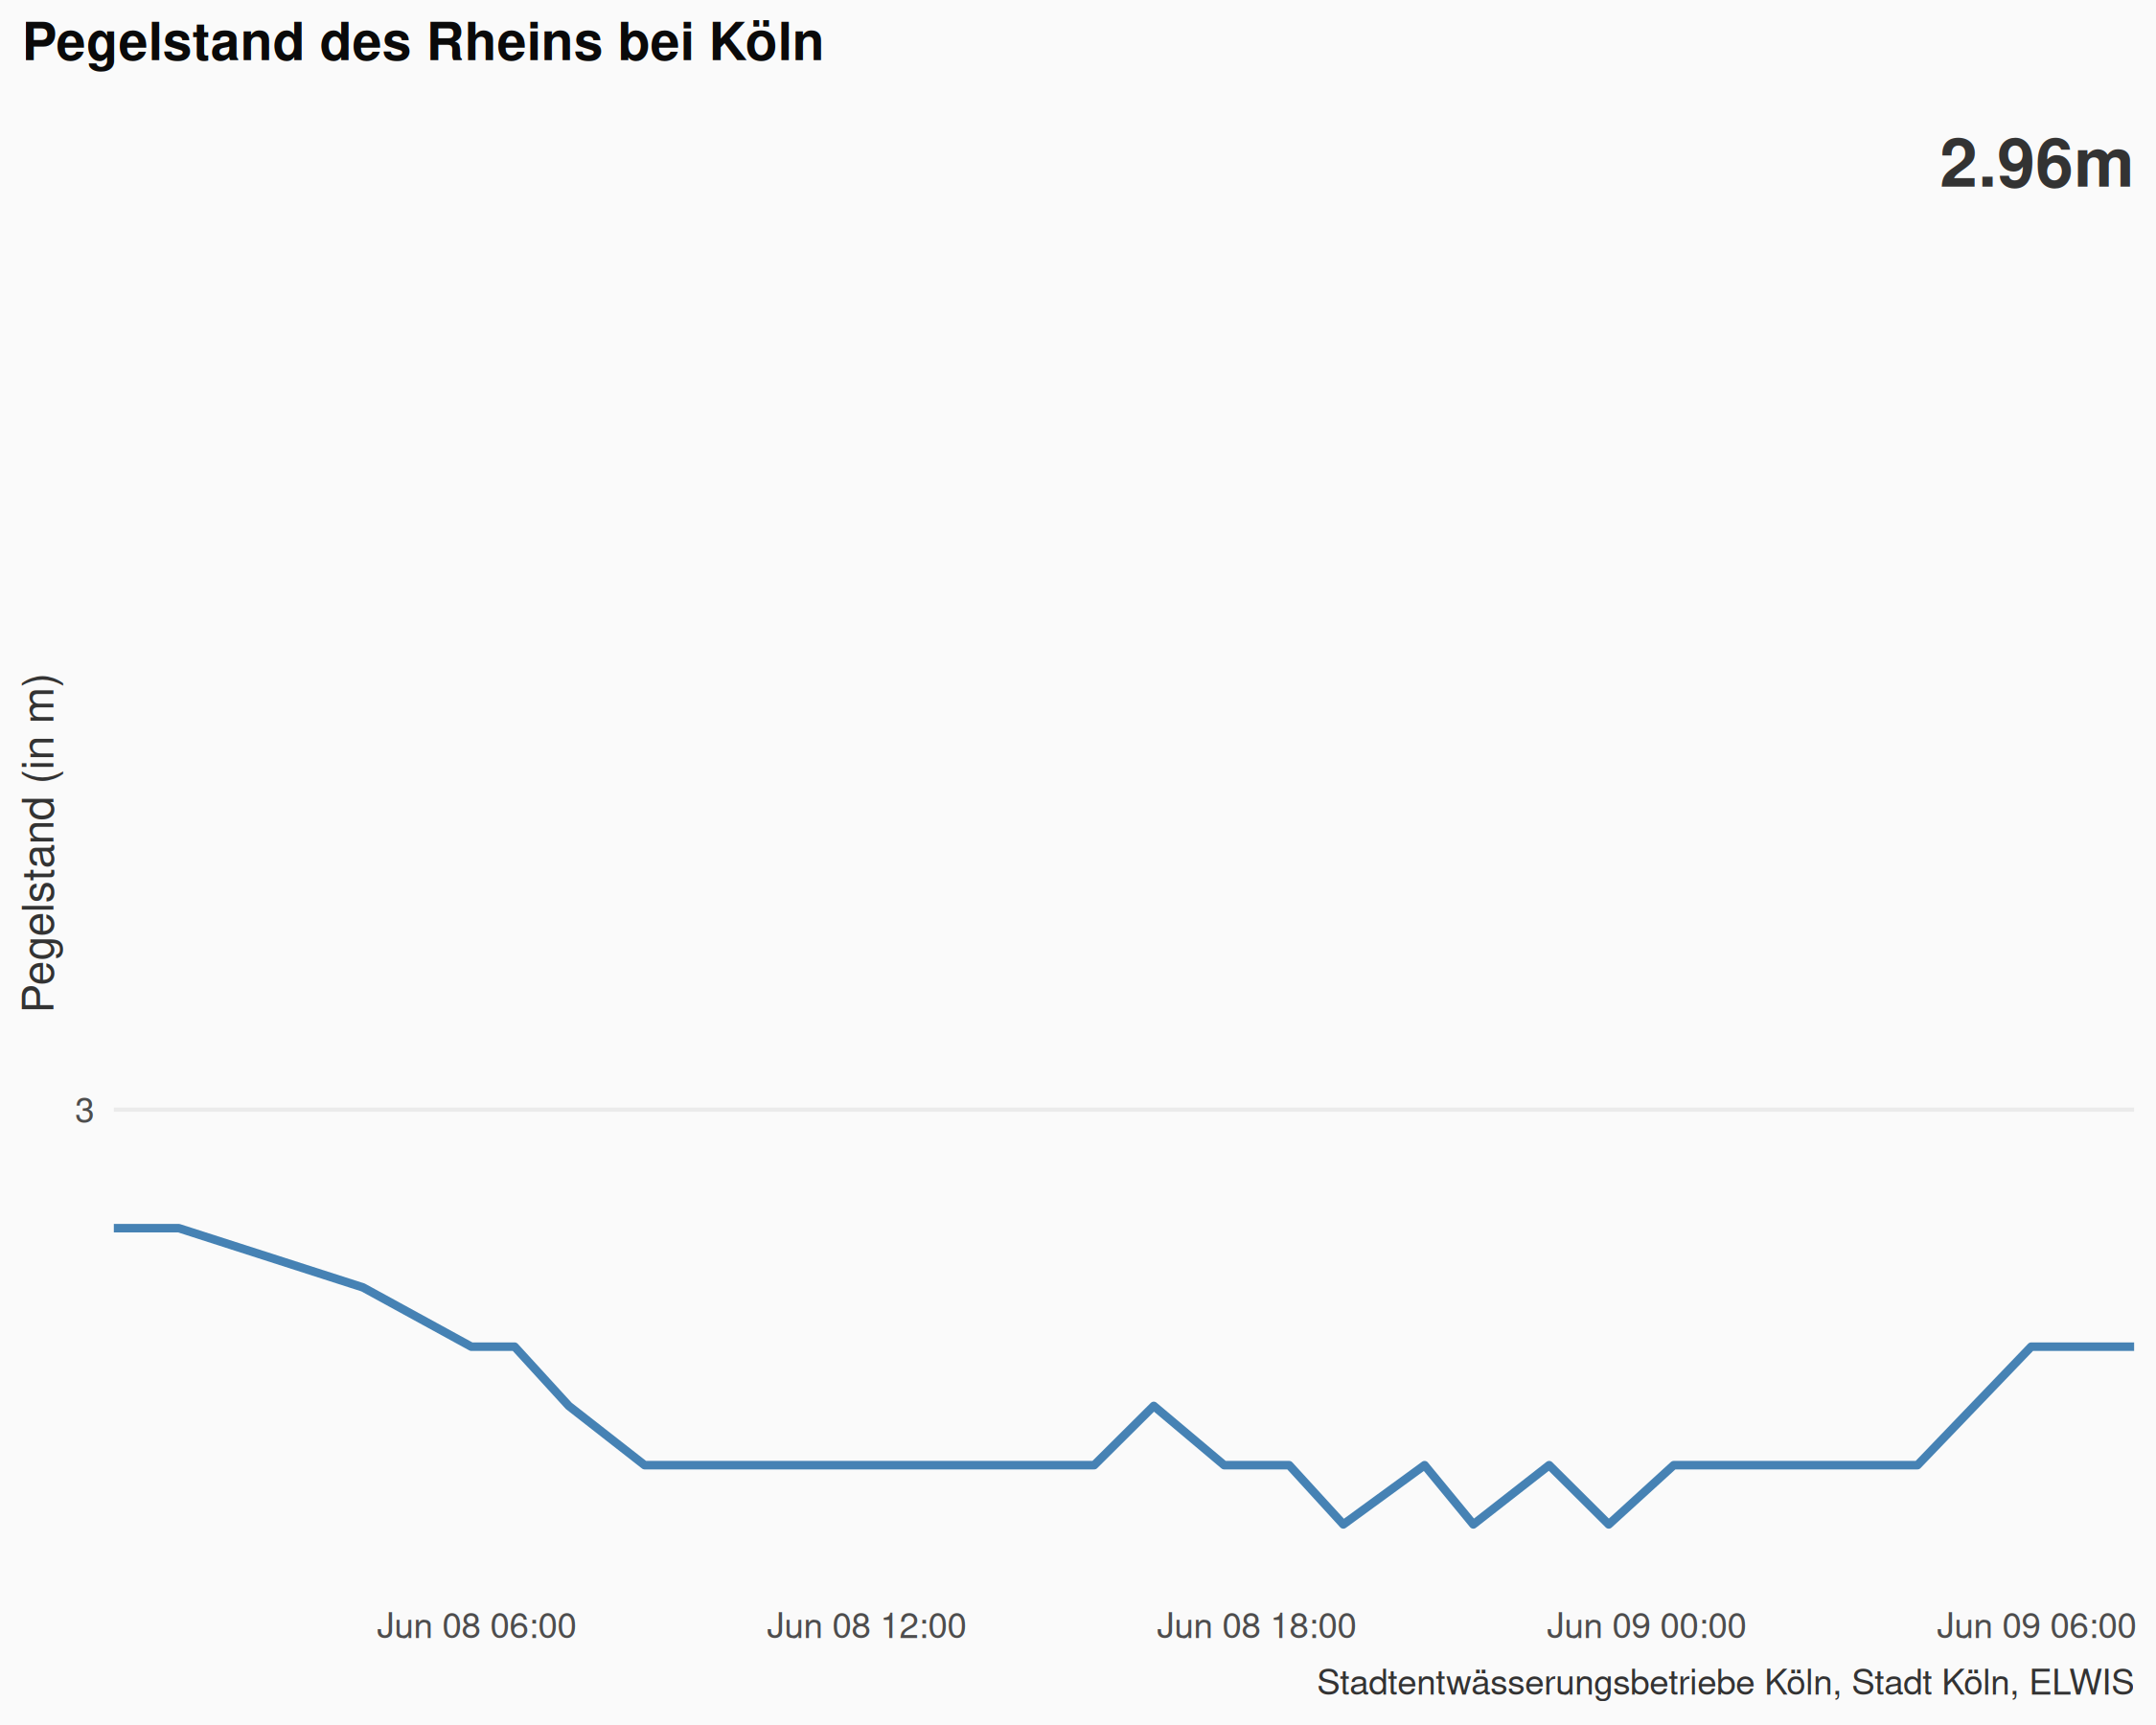 Pegelstand des Rheins bei Köln
2.96m
Pegelstand (in m)
3
Jun 08 06:00
Jun 08 12:00
Jun 08 18:00
Jun 09 00:00
Jun 09 06:00
Stadtentwässerungsbetriebe Köln, Stadt Köln, ELWIS